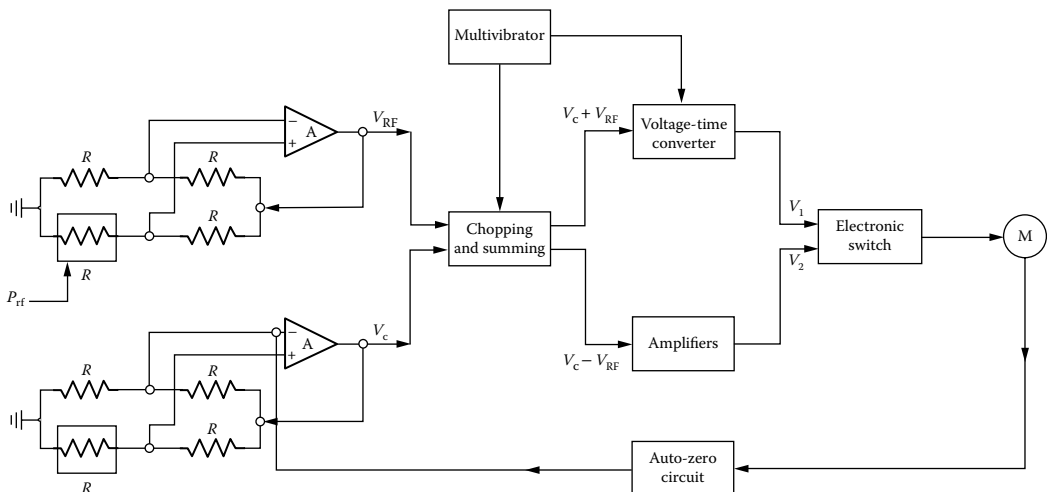 Multivibrator
V_c + V_RF
Voltage-time
converter
V_RF
A
−
+
R
R
R
R
P_rf
Chopping
and summing
V_1
V_2
Electronic
switch
M
V_c
A
−
+
V_c − V_RF
Amplifiers
R
R
R
R
Auto-zero
circuit